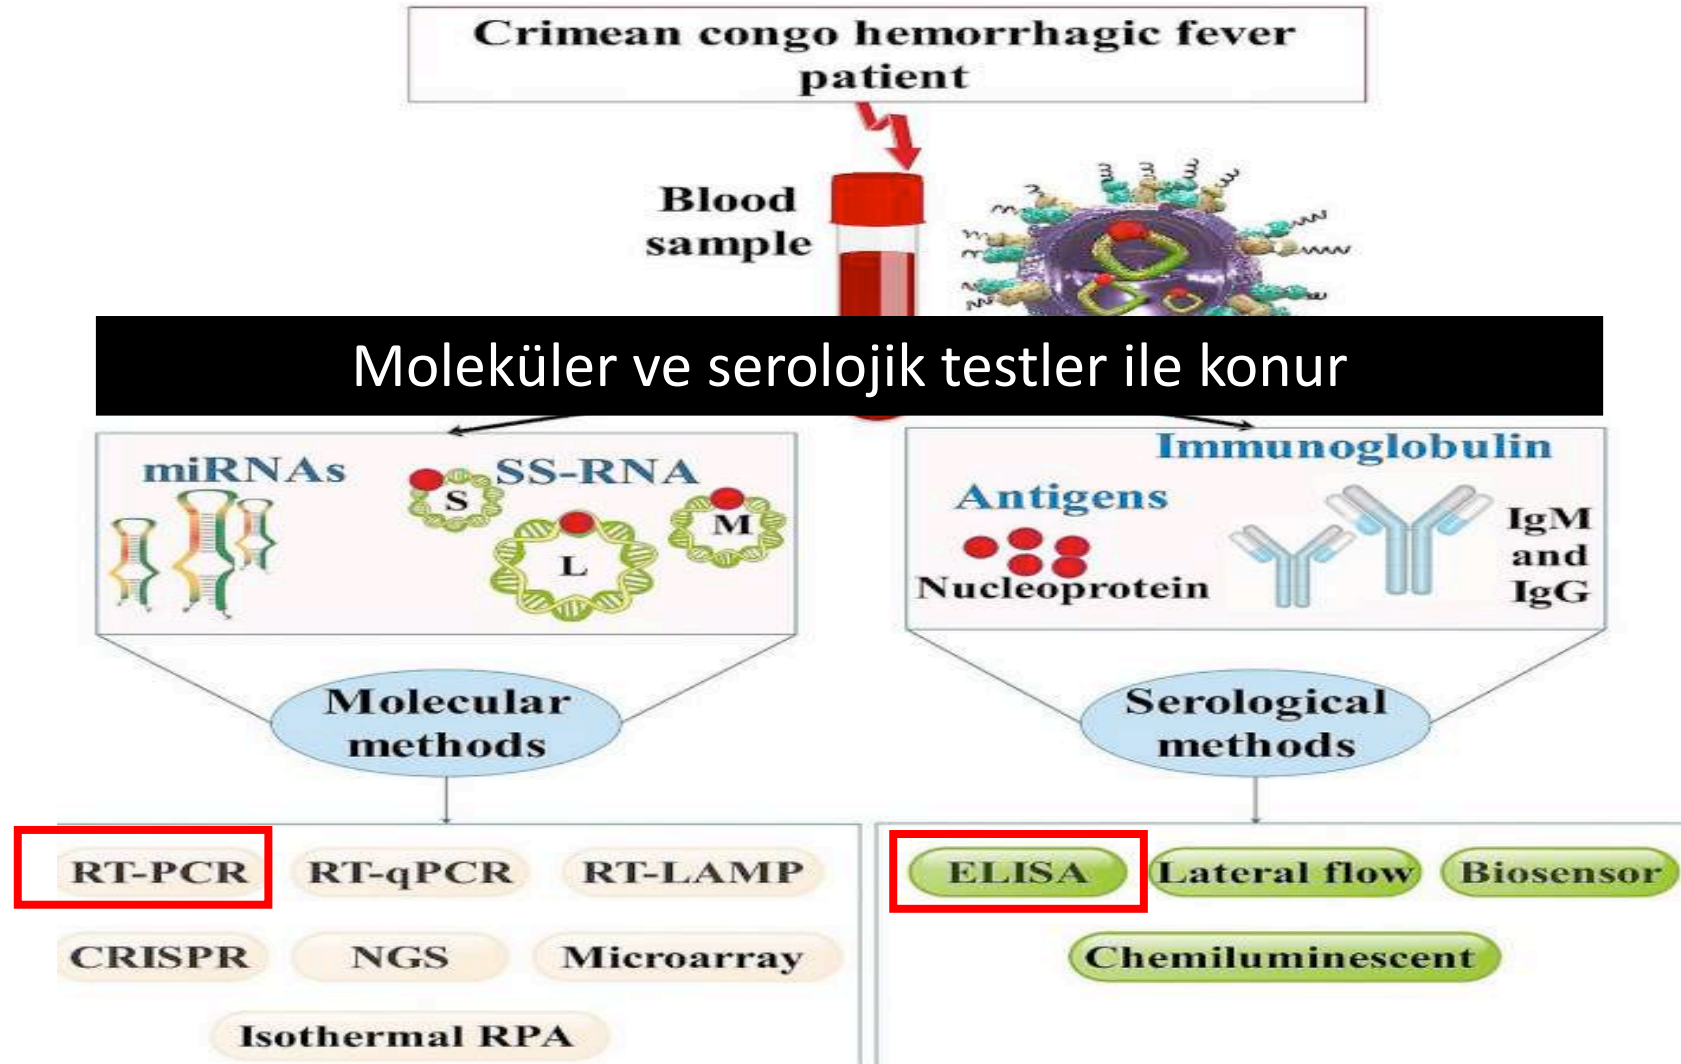 Crimean congo hemorrhagic fever
patient
Blood
sample
Moleküler ve serolojik testler ile konur
miRNAs
SS-RNA
S
L
M
Immunoglobulin
Antigens
Nucleoprotein
IgM
and
IgG
Molecular
methods
Serological
methods
RT-PCR RT-qPCR RT-LAMP
CRISPR NGS Microarray
Isothermal RPA
ELISA Lateral flow Biosensor
Chemiluminescent